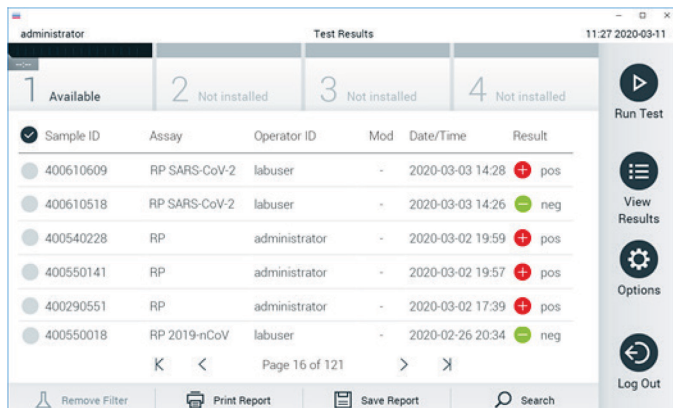 administrator Test Results 11:27 2020-03-11
--:--
1 Available 2 Not installed 3 Not installed 4 Not installed
Run Test
Sample ID Assay Operator ID Mod Date/Time Result
400610609 RP SARS-CoV-2 labuser - 2020-03-03 14:28 pos
400610518 RP SARS-CoV-2 labuser - 2020-03-03 14:26 neg
View
Results
400540228 RP administrator - 2020-03-02 19:59 pos
400550141 RP administrator - 2020-03-02 19:57 pos
Options
400290551 RP administrator - 2020-03-02 17:39 pos
400550018 RP 2019-nCoV labuser - 2020-02-26 20:34 neg
Page 16 of 121
Log Out
Remove Filter Print Report Save Report Search